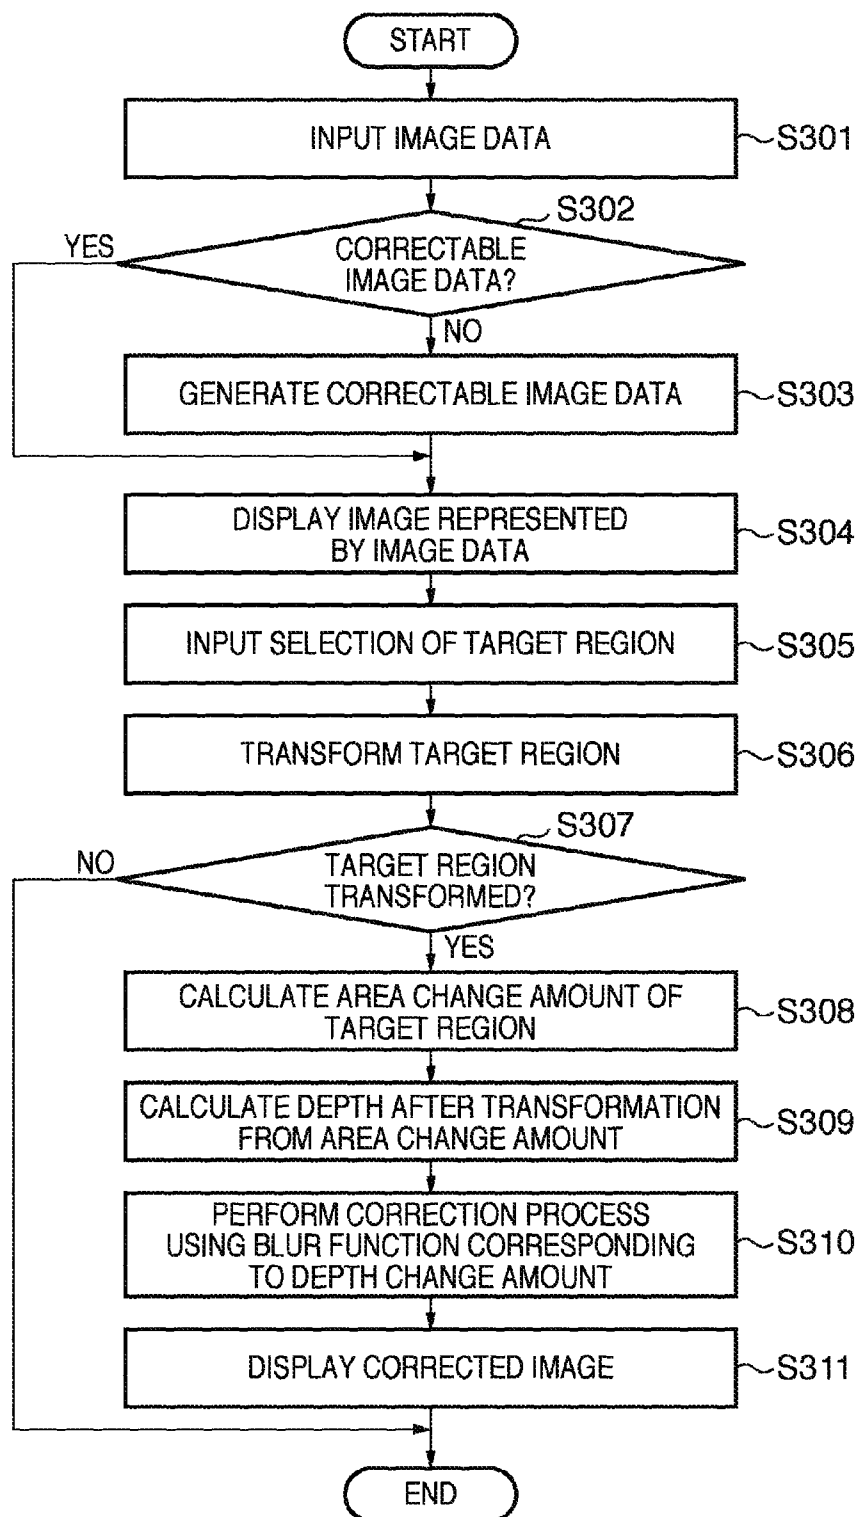 START
INPUT IMAGE DATA
S301
S302
YES
CORRECTABLE
IMAGE DATA?
NO
GENERATE CORRECTABLE IMAGE DATA
S303
DISPLAY IMAGE REPRESENTED
BY IMAGE DATA
S304
INPUT SELECTION OF TARGET REGION
S305
TRANSFORM TARGET REGION
S306
S307
NO
TARGET REGION
TRANSFORMED?
YES
CALCULATE AREA CHANGE AMOUNT OF
TARGET REGION
S308
CALCULATE DEPTH AFTER TRANSFORMATION
FROM AREA CHANGE AMOUNT
S309
PERFORM CORRECTION PROCESS
USING BLUR FUNCTION CORRESPONDING
TO DEPTH CHANGE AMOUNT
S310
DISPLAY CORRECTED IMAGE
S311
END